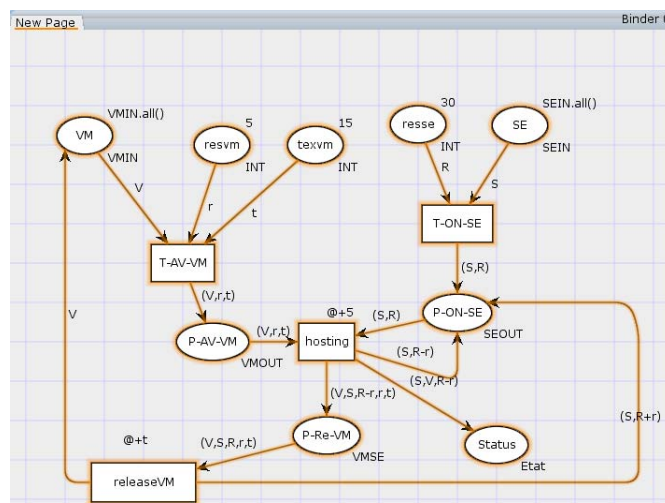 New Page
Binder
VMIN.all()
VM
VMIN
5
resvm
INT
15
texvm
INT
30
resse
INT
SEIN.all()
SE
SEIN
V
r
t
R
S
T-AV-VM
T-ON-SE
(V,r,t)
(S,R)
P-AV-VM
VMOUT
(V,r,t)
@+5
hosting
(S,R)
P-ON-SE
SEOUT
(S,R-r)
(S,V,R-r)
V
(V,S,R-r,r,t)
(S,R+r)
P-Re-VM
VMSE
Status
Etat
@+t
(V,S,R,r,t)
releaseVM